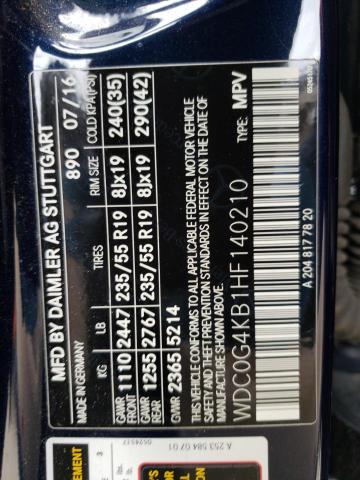 MFD BY DAIMLER AG STUTTGART
MADE IN GERMANY 890 07/16
KG LB TIRES RIM SIZE COLD KPA(PSI)
GAWR FRONT 1110 2447 235/55 R19 8Jx19 240(35)
GAWR REAR 1255 2767 235/55 R19 8Jx19 290(42)
GVWR 2365 5214
THIS VEHICLE CONFORMS TO ALL APPLICABLE FEDERAL MOTOR VEHICLE
SAFETY AND THEFT PREVENTION STANDARDS IN EFFECT ON THE DATE OF
MANUFACTURE SHOWN ABOVE.
WDC0G4KB1HF140210 TYPE: MPV
A 204 817 78 20
A 253 584 07 01
0524517